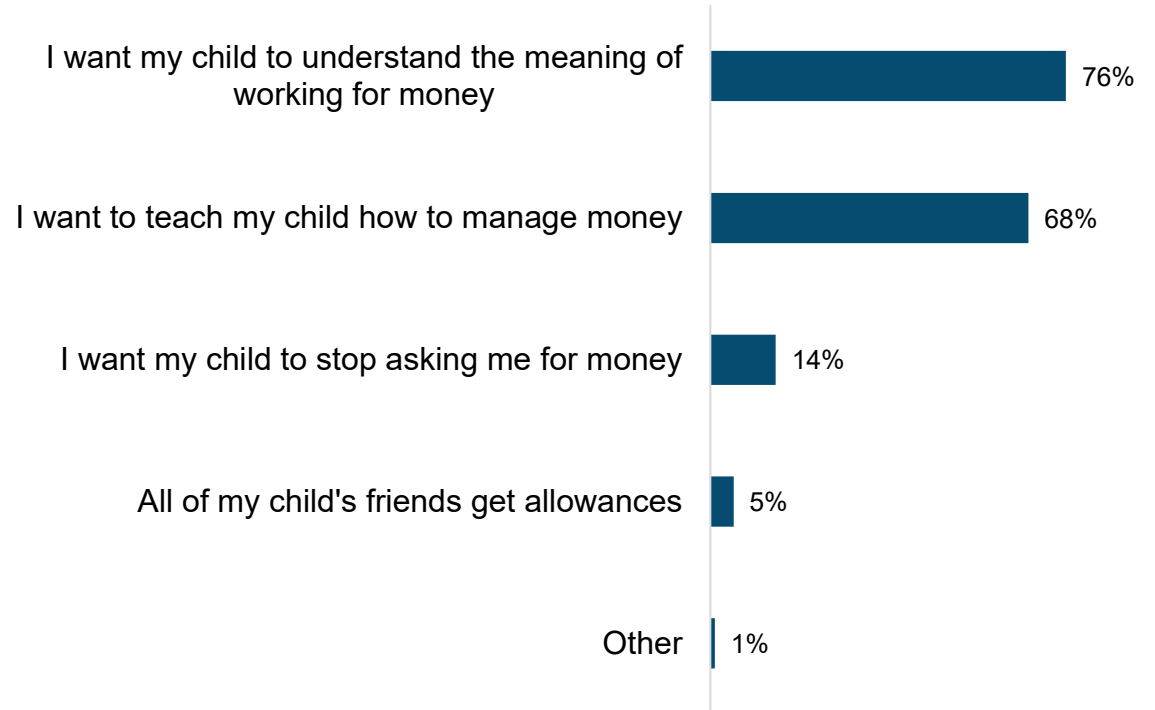 I want my child to understand the meaning of
working for money
76%
I want to teach my child how to manage money
68%
I want my child to stop asking me for money
14%
All of my child's friends get allowances
5%
Other
1%